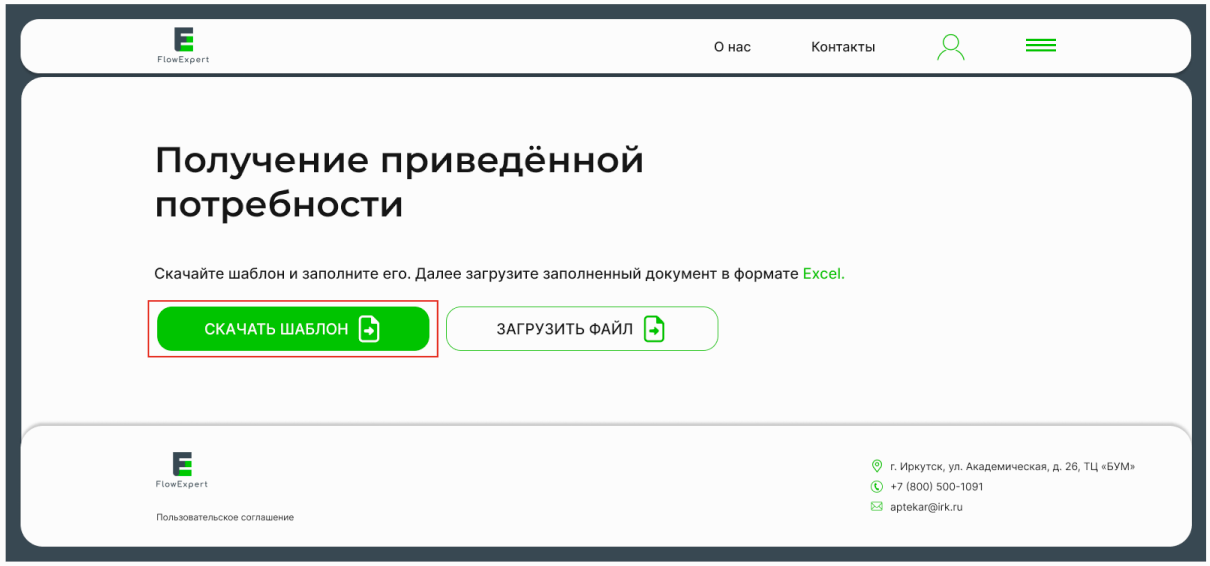 FlowExpert
О нас
Контакты
Получение приведённой
потребности
Скачайте шаблон и заполните его. Далее загрузите заполненный документ в формате Excel.
СКАЧАТЬ ШАБЛОН
ЗАГРУЗИТЬ ФАЙЛ
FlowExpert
Пользовательское соглашение
г. Иркутск, ул. Академическая, д. 26, ТЦ «БУМ»
+7 (800) 500-1091
aptekar@irk.ru